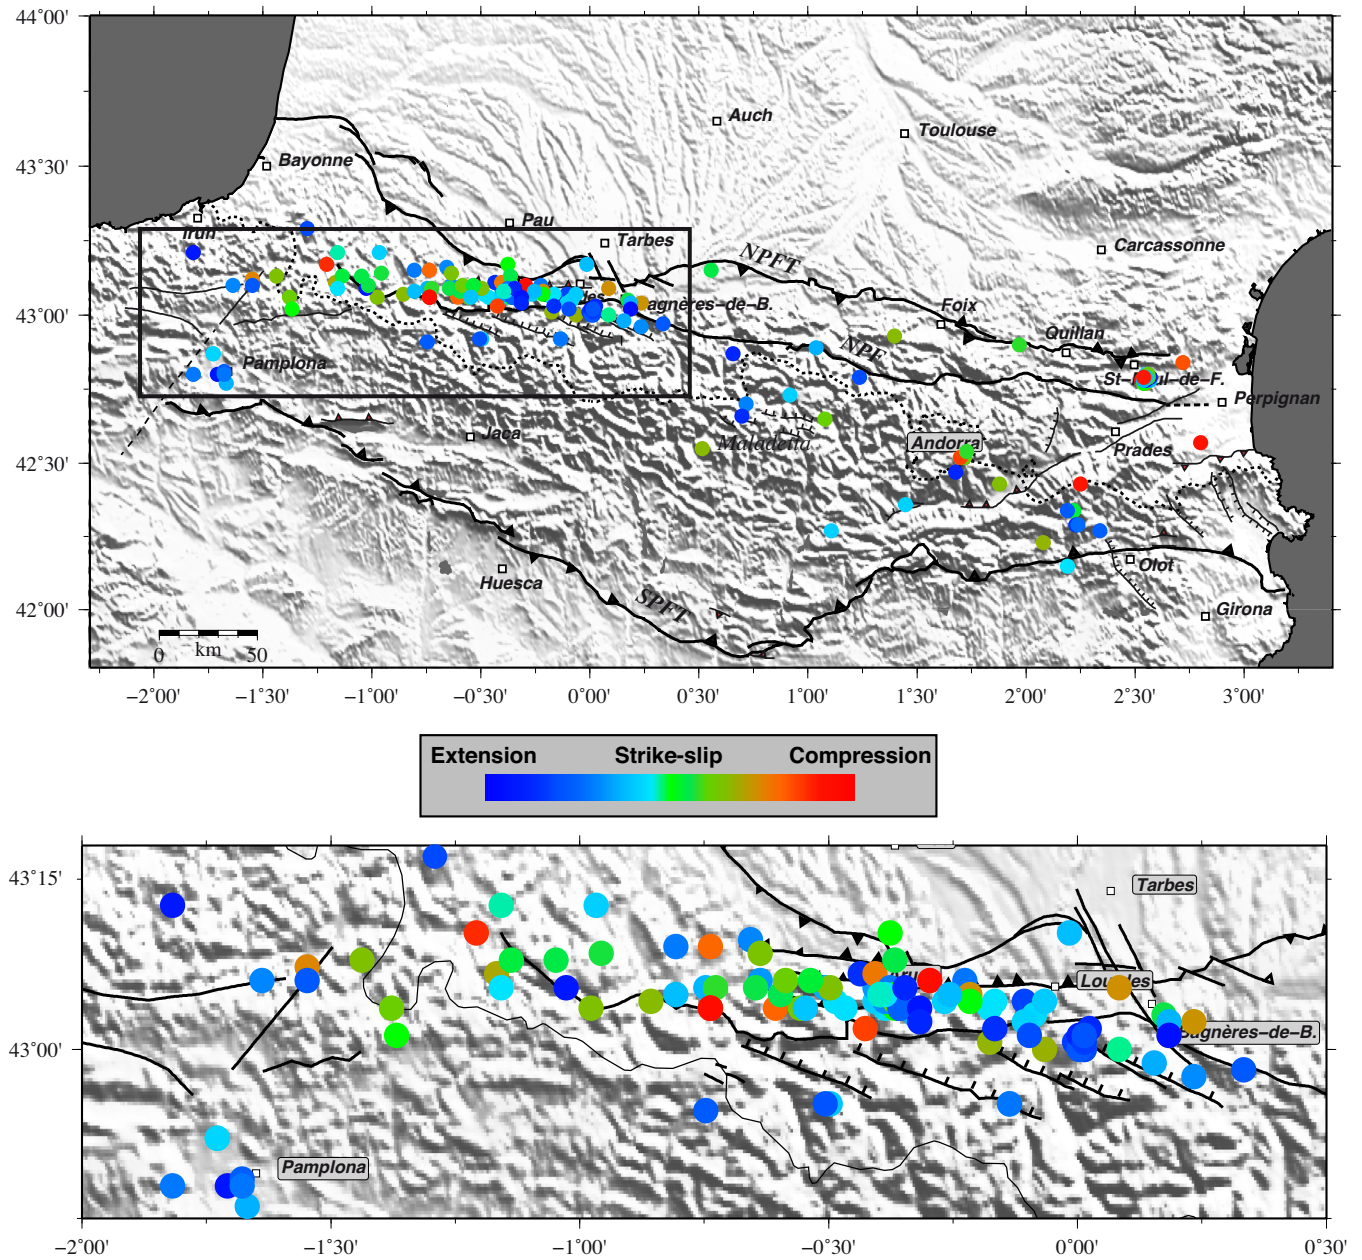 44°00'
43°30'
43°00'
42°30'
42°00'
Auch
Toulouse
Bayonne
Irun
Pau
Tarbes
Carcassonne
NPFT
agnères−de−B.
Foix
Quillan
NPF
Pamplona
St−P ul−de−F.
Perpignan
Jaca
Maladetta
Andorra
Prades
Huesca
SPFT
Olot
Girona
0 km 50
−2°00' −1°30' −1°00' −0°30' 0°00' 0°30' 1°00' 1°30' 2°00' 2°30' 3°00'
Extension Strike-slip Compression
43°15'
43°00'
Tarbes
Lourdes
Bagnères−de−B.
Pamplona
−2°00' −1°30' −1°00' −0°30' 0°00' 0°30'